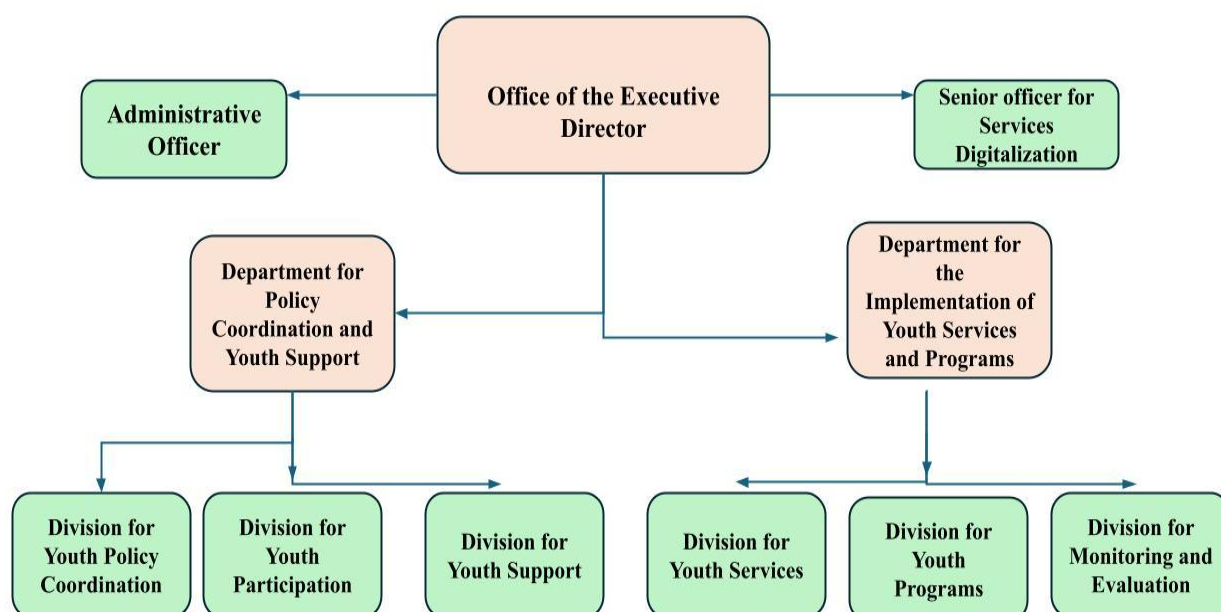 Office of the Executive
Director
Administrative
Officer
Senior officer for
Services
Digitalization
Department for
Policy
Coordination and
Youth Support
Department for
the
Implementation of
Youth Services
and Programs
Division for
Youth Policy
Coordination
Division for
Youth
Participation
Division for
Youth Support
Division for
Youth Services
Division for
Youth
Programs
Division for
Monitoring and
Evaluation